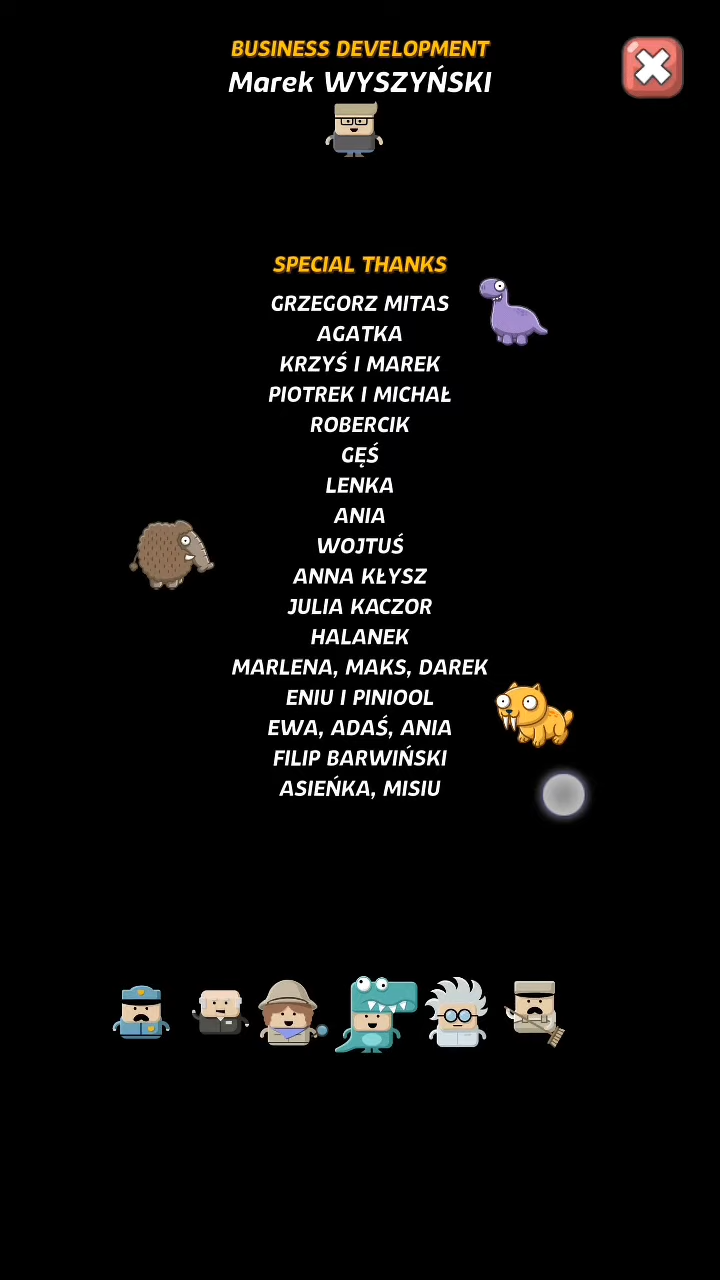 BUSINESS DEVELOPMENT
Marek WYSZYŃSKI
SPECIAL THANKS
GRZEGORZ MITAS
AGATKA
KRZYŚ I MAREK
PIOTREK I MICHAŁ
ROBERCIK
GĘŚ
LENKA
ANIA
WOJTUŚ
ANNA KŁYSZ
JULIA KACZOR
HALANEK
MARLENA, MAKS, DAREK
ENIU I PINIOOL
EWA, ADAŚ, ANIA
FILIP BARWIŃSKI
ASIEŃKA, MISIU